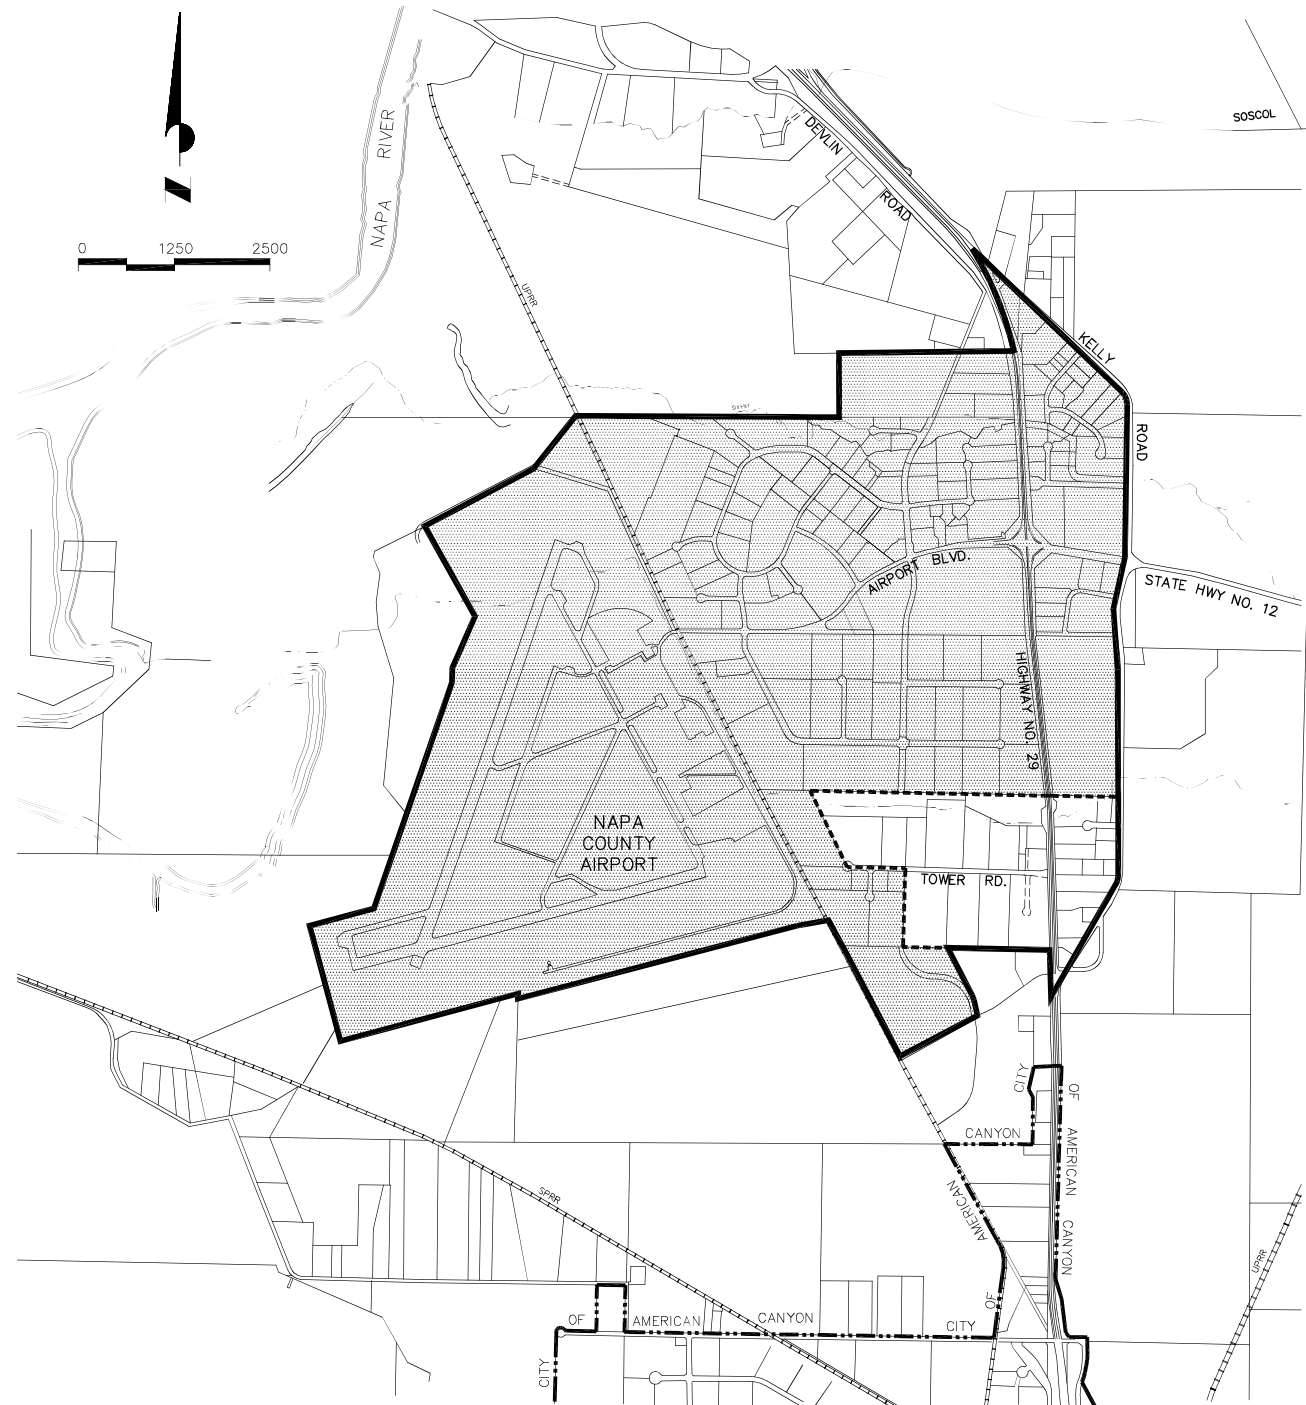 SOSCOL
NAPA RIVER
DEVLIN
ROAD
N
0 1250 2500
UPRR
KELLY
ROAD
AIRPORT BLVD.
STATE HWY NO. 12
HIGHWAY NO. 29
NAPA
COUNTY
AIRPORT
TOWER RD.
CITY
OF
AMERICAN
CANYON
CANYON
AMERICAN
OF
SPRR
UPRR
CITY
OF
AMERICAN
CANYON
CITY